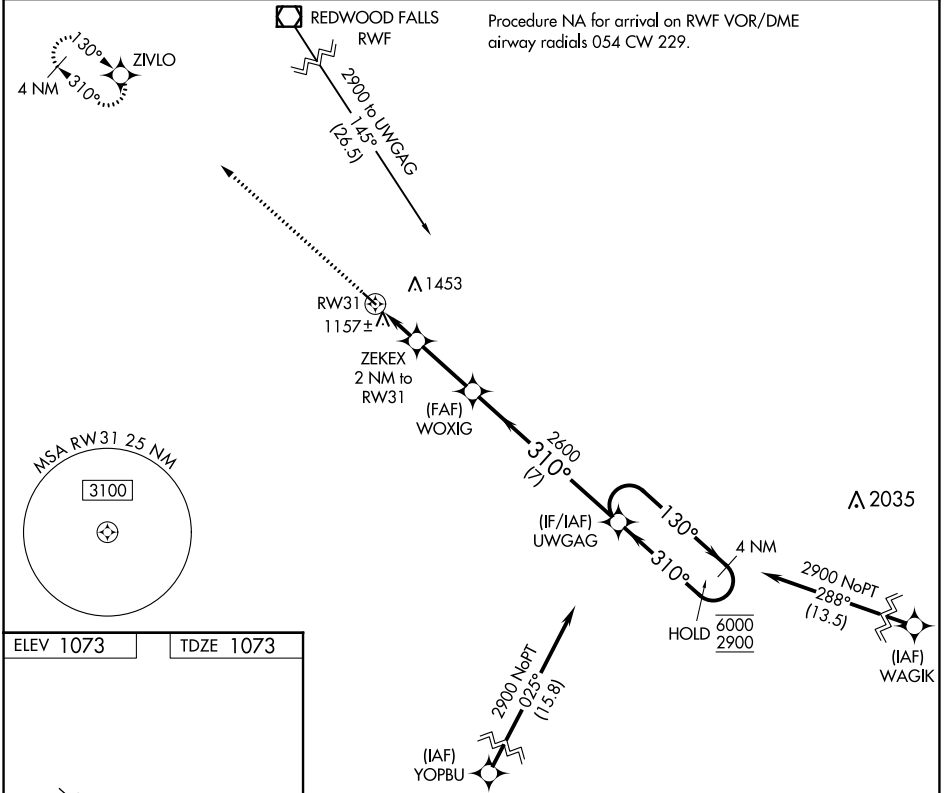 REDWOOD FALLS
RWF
Procedure NA for arrival on RWF VOR/DME
airway radials 054 CW 229.
130°
ZIVLO
4 NM
310°
2900 to UWGAG
145°
(26.5)
1453
RW31
1157±
ZEKEX
2 NM to
RW31
(FAF)
WOXIG
2600
310°
(7)
MSA RW31 25 NM
3100
(IF/IAF)
UWGAG
130°
310°
4 NM
2035
HOLD
6000
2900
2900 NoPT
288°
(13.5)
(IAF)
WAGIK
2900 NoPT
025°
(15.8)
(IAF)
YOPBU
ELEV 1073
TDZE 1073